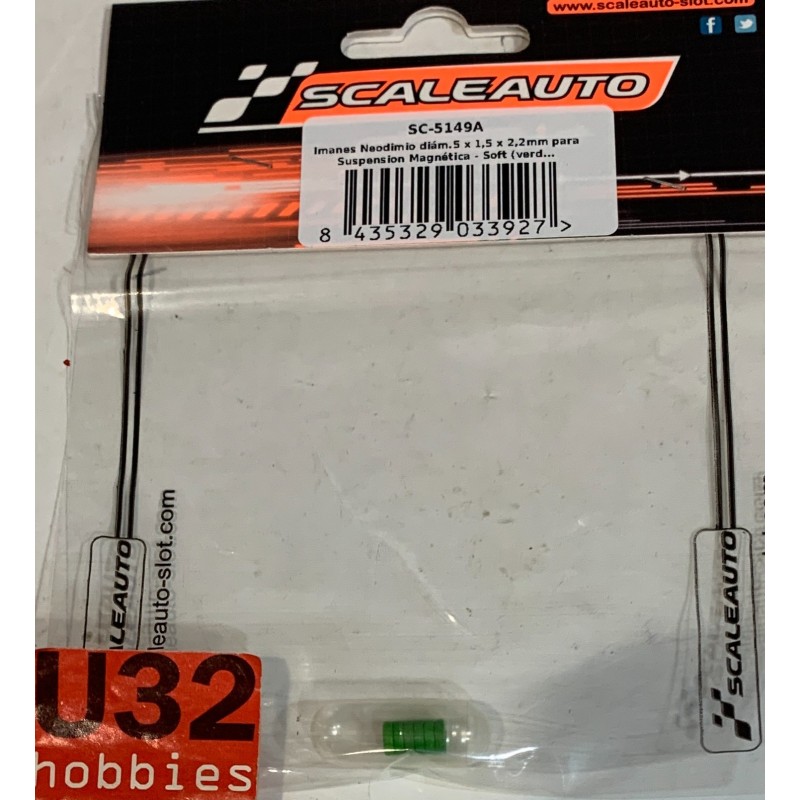 www.scaleauto-slot.com
SCALEAUTO
SC-5149A
Imanes Neodimio diám.5 x 1,5 x 2,2mm para
Suspension Magnética - Soft (verd...
8 435329 033927 >
SCALEAUTO
leauto-slot.com
SCALEAUTO
U32
hobbies